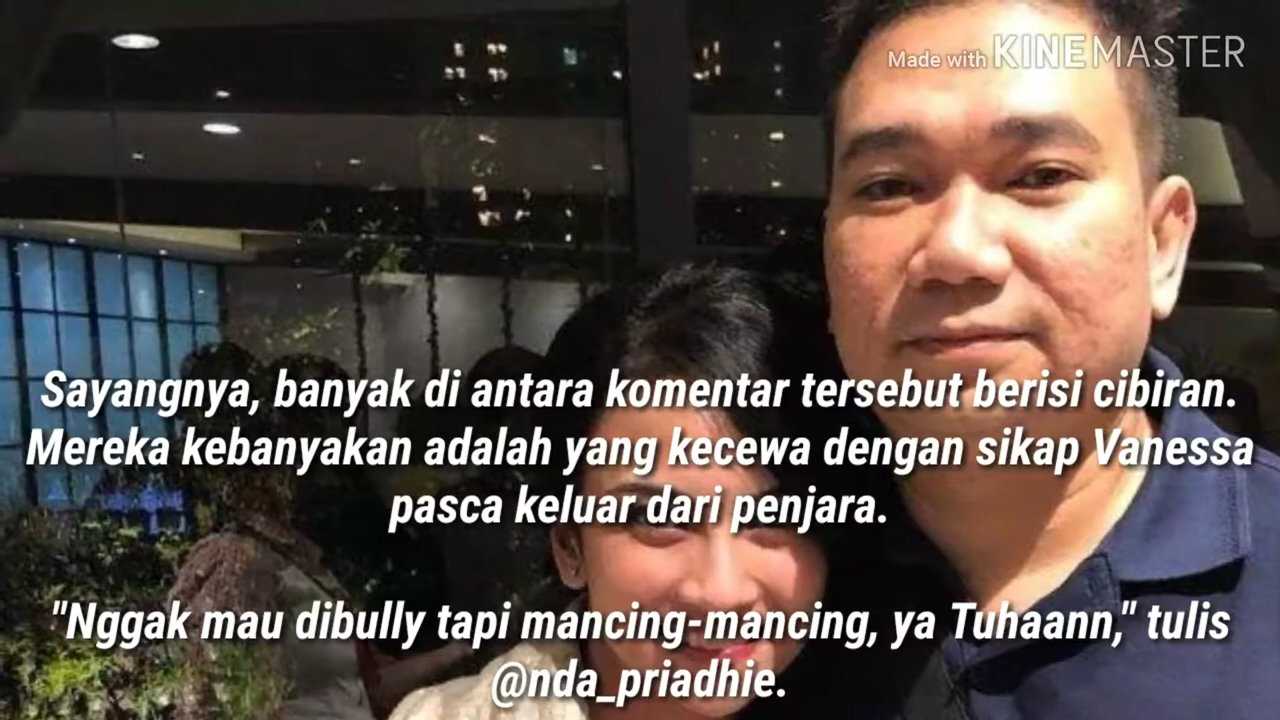 Made with KINEMASTER
Sayangnya, banyak di antara komentar tersebut berisi cibiran.
Mereka kebanyakan adalah yang kecewa dengan sikap Vanessa
pasca keluar dari penjara.
"Nggak mau dibully tapi mancing-mancing, ya Tuhaann," tulis
@nda_priadhie.